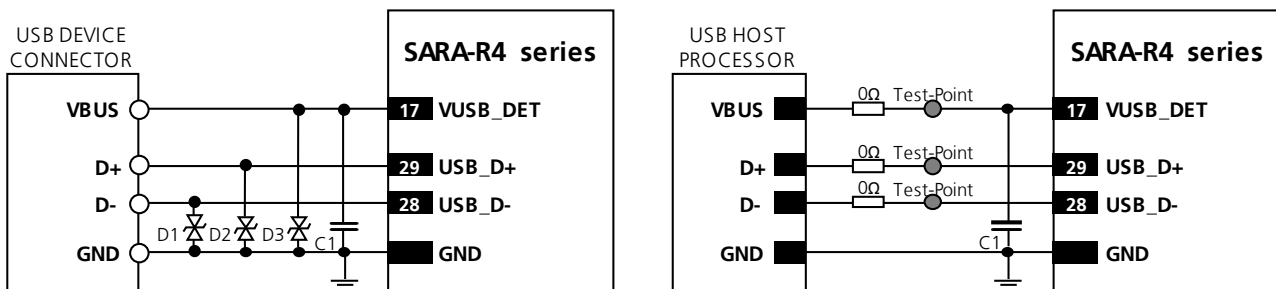 USB DEVICE
CONNECTOR
SARA-R4 series
VBUS
17 VUSB_DET
D+
29 USB_D+
D-
28 USB_D-
D1 D2 D3 C1
GND
GND
USB HOST
PROCESSOR
SARA-R4 series
VBUS
0Ω Test-Point
17 VUSB_DET
D+
0Ω Test-Point
29 USB_D+
D-
0Ω Test-Point
28 USB_D-
C1
GND
GND